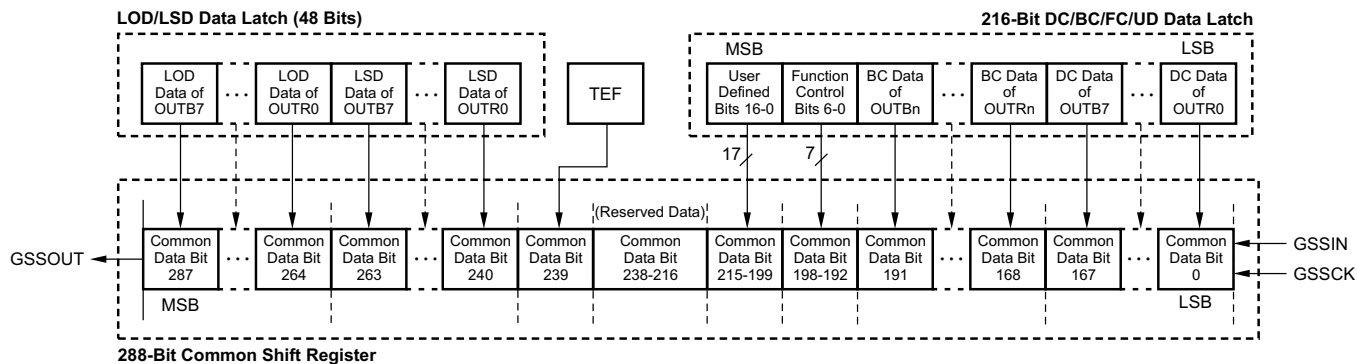 LOD/LSD Data Latch (48 Bits)
216-Bit DC/BC/FC/UD Data Latch
MSB
LSB
LOD
Data of
OUTB7
...
LOD
Data of
OUTR0
LSD
Data of
OUTB7
...
LSD
Data of
OUTR0
TEF
User
Defined
Bits 16-0
Function
Control
Bits 6-0
BC Data
of
OUTBn
...
BC Data
of
OUTRn
DC Data
of
OUTB7
...
DC Data
of
OUTR0
17
7
(Reserved Data)
GSSOUT
Common
Data Bit
287
...
Common
Data Bit
264
Common
Data Bit
263
...
Common
Data Bit
240
Common
Data Bit
239
Common
Data Bit
238-216
Common
Data Bit
215-199
Common
Data Bit
198-192
Common
Data Bit
191
...
Common
Data Bit
168
Common
Data Bit
167
...
Common
Data Bit
0
GSSIN
GSSCK
MSB
LSB
288-Bit Common Shift Register